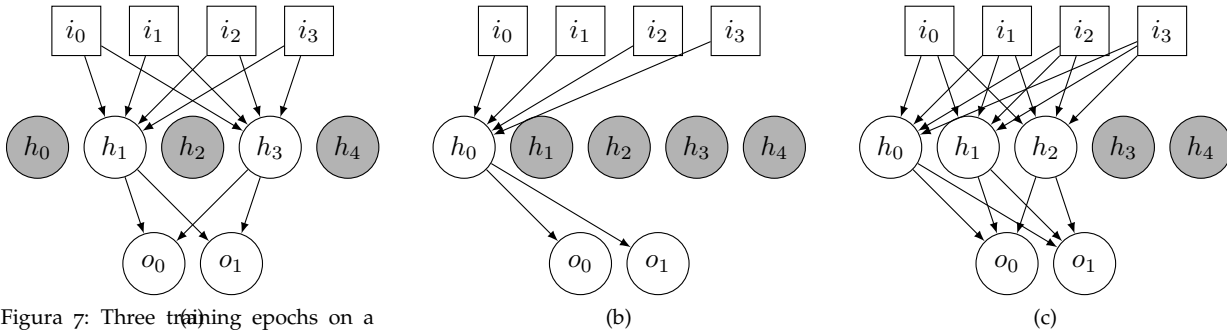 i0 i1 i2 i3
h0 h1 h2 h3 h4
o0 o1
i0 i1 i2 i3
h0 h1 h2 h3 h4
o0 o1
(b)
i0 i1 i2 i3
h0 h1 h2 h3 h4
o0 o1
(c)
Figura 7: Three training epochs on a